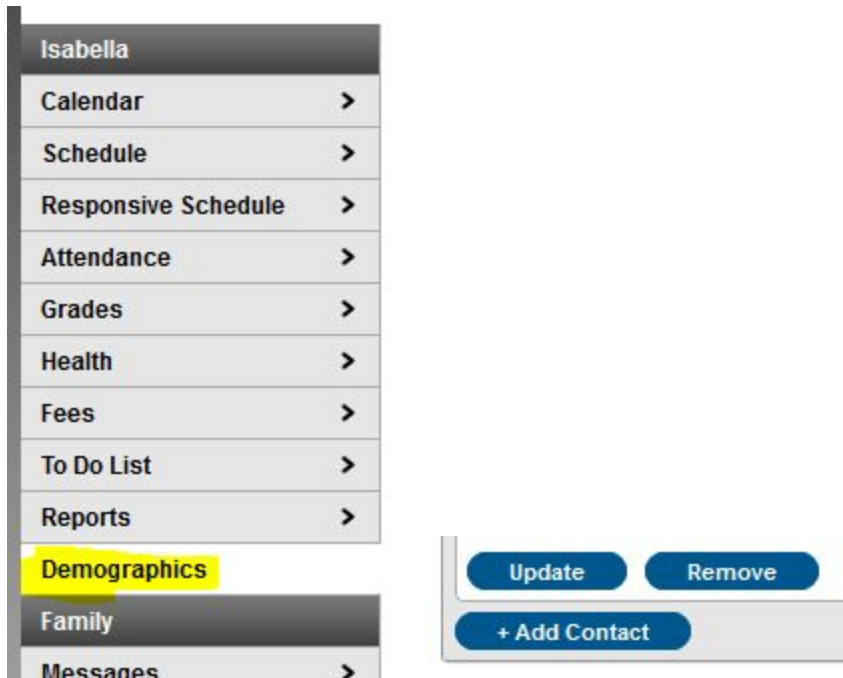 Isabella
Calendar
Schedule
Responsive Schedule
Attendance
Grades
Health
Fees
To Do List
Reports
Demographics
Family
Messages
Update Remove
+ Add Contact